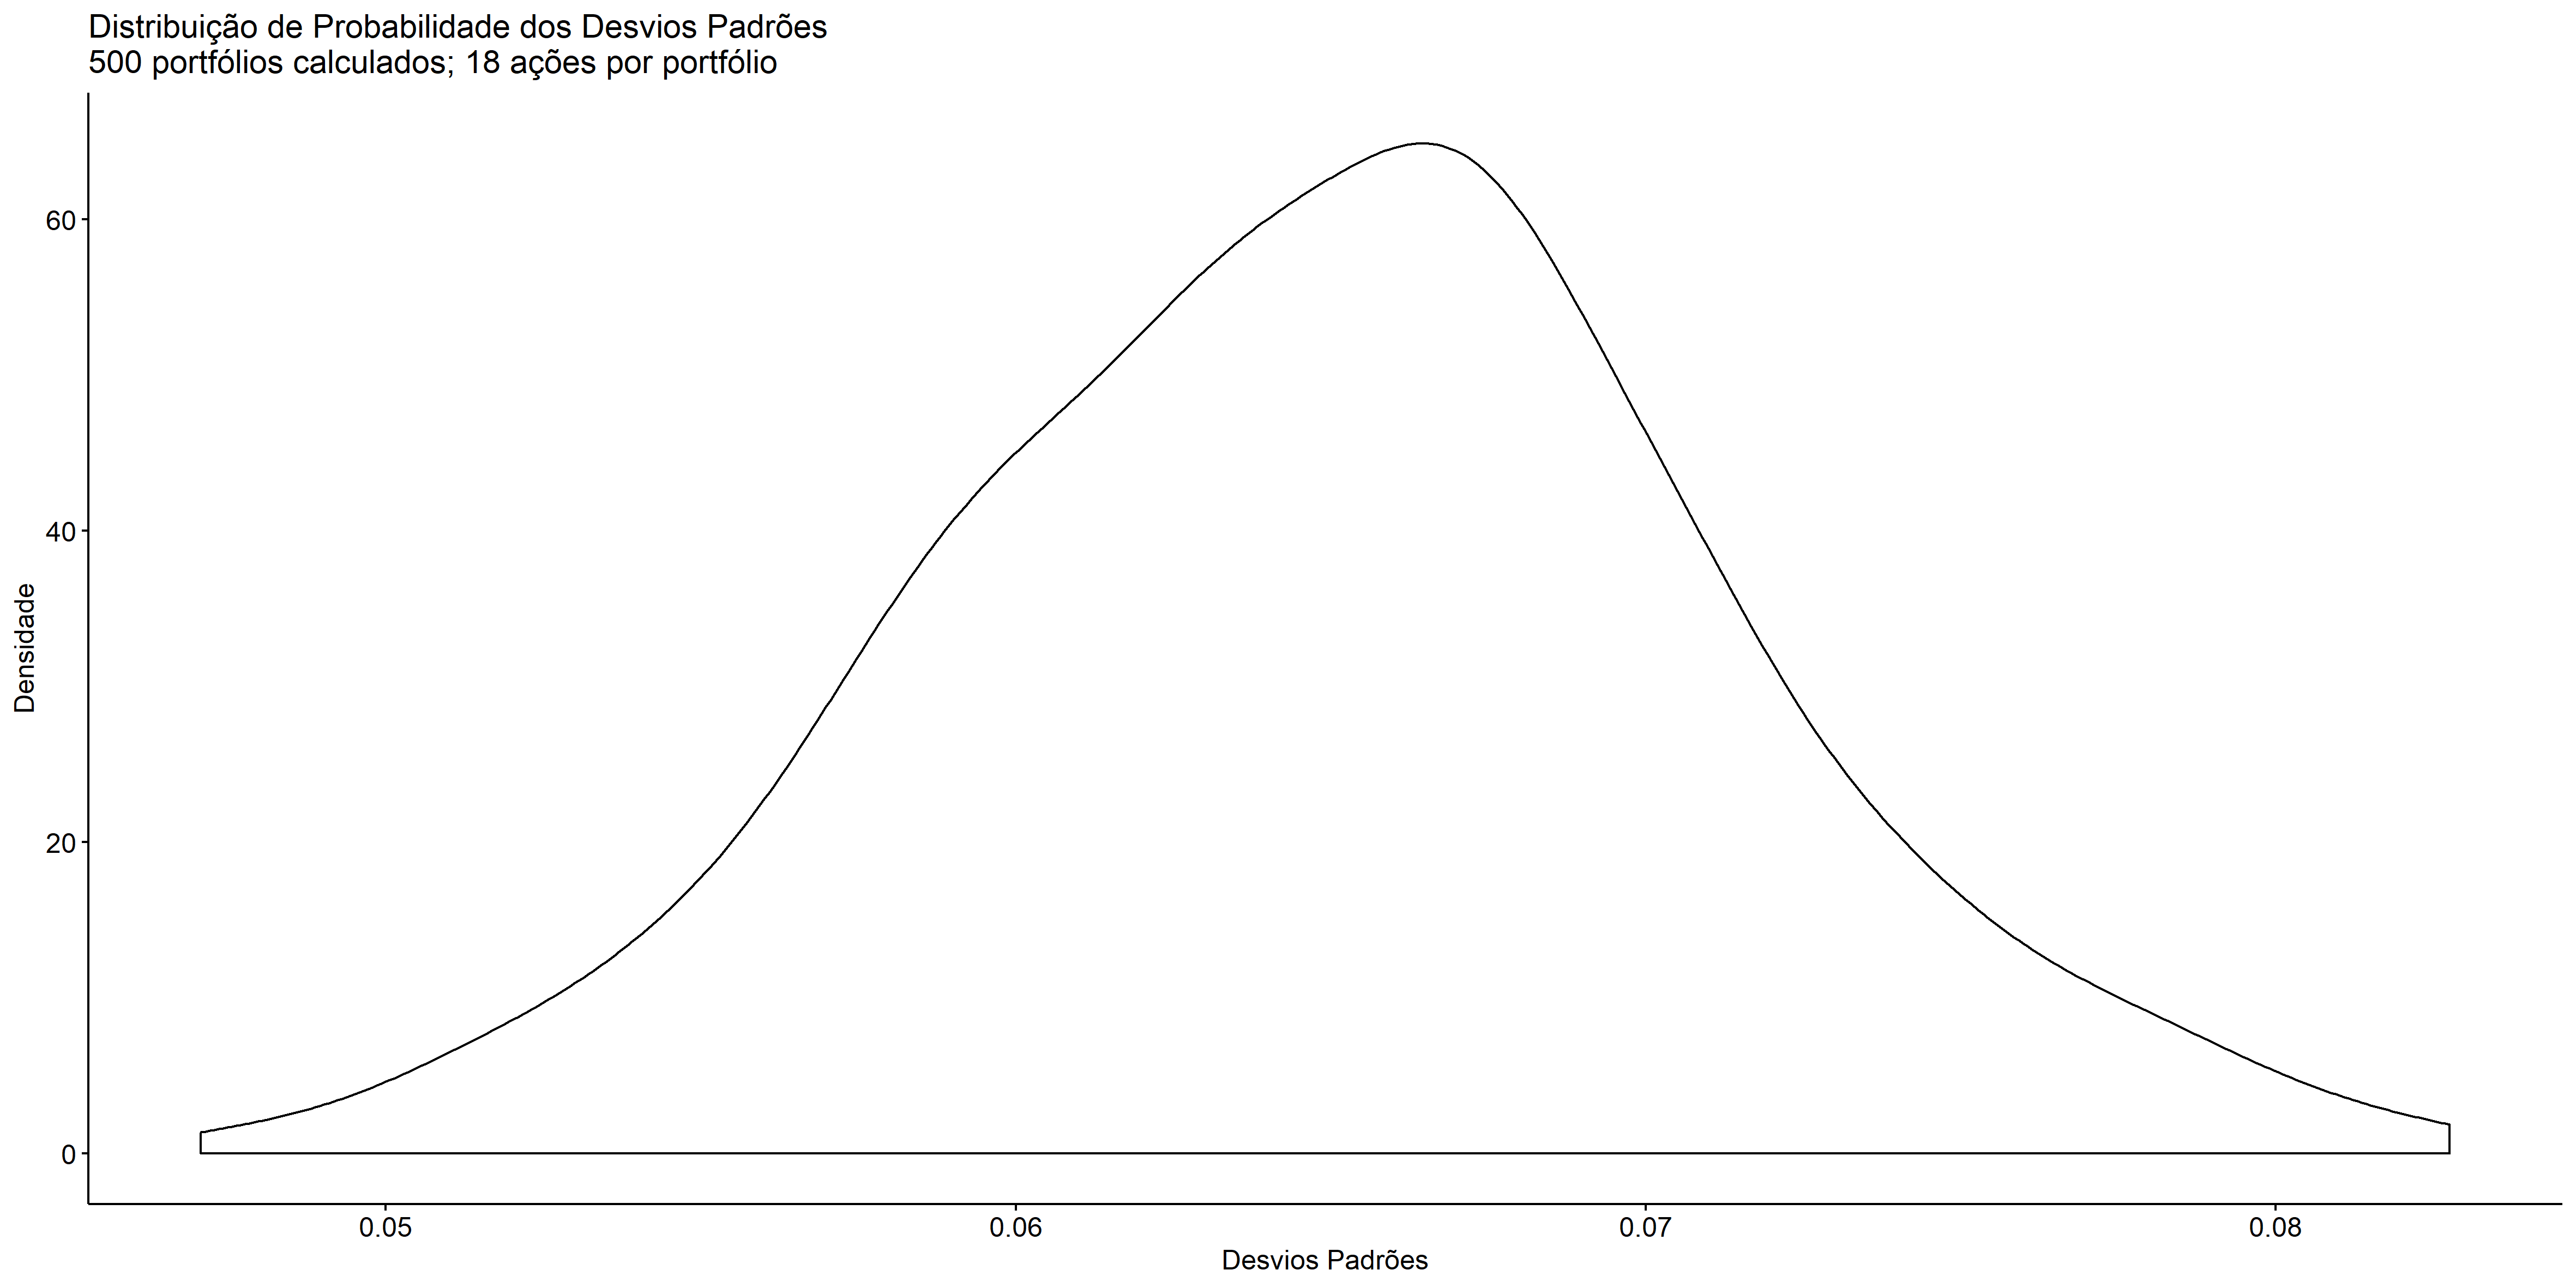 Distribuição de Probabilidade dos Desvios Padrões
500 portfólios calculados; 18 ações por portfólio
60
40
20
0
Densidade
0.05
0.06
0.07
0.08
Desvios Padrões